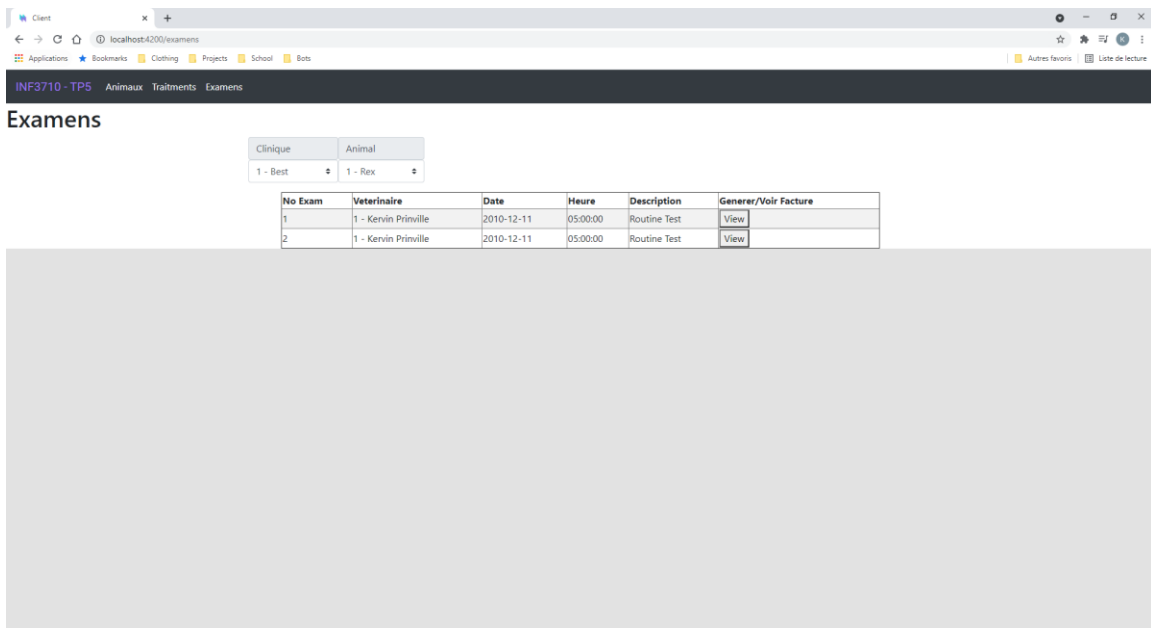 Client
localhost:4200/examens
Applications Bookmarks Clothing Projects School Bots Autres favoris Liste de lecture
INF3710 - TP5 Animaux Traitments Examens
Examens
Clinique Animal
1 - Best 1 - Rex
No Exam Veterinaire Date Heure Description Generer/Voir Facture
1 1 - Kervin Prinville 2010-12-11 05:00:00 Routine Test View
2 1 - Kervin Prinville 2010-12-11 05:00:00 Routine Test View